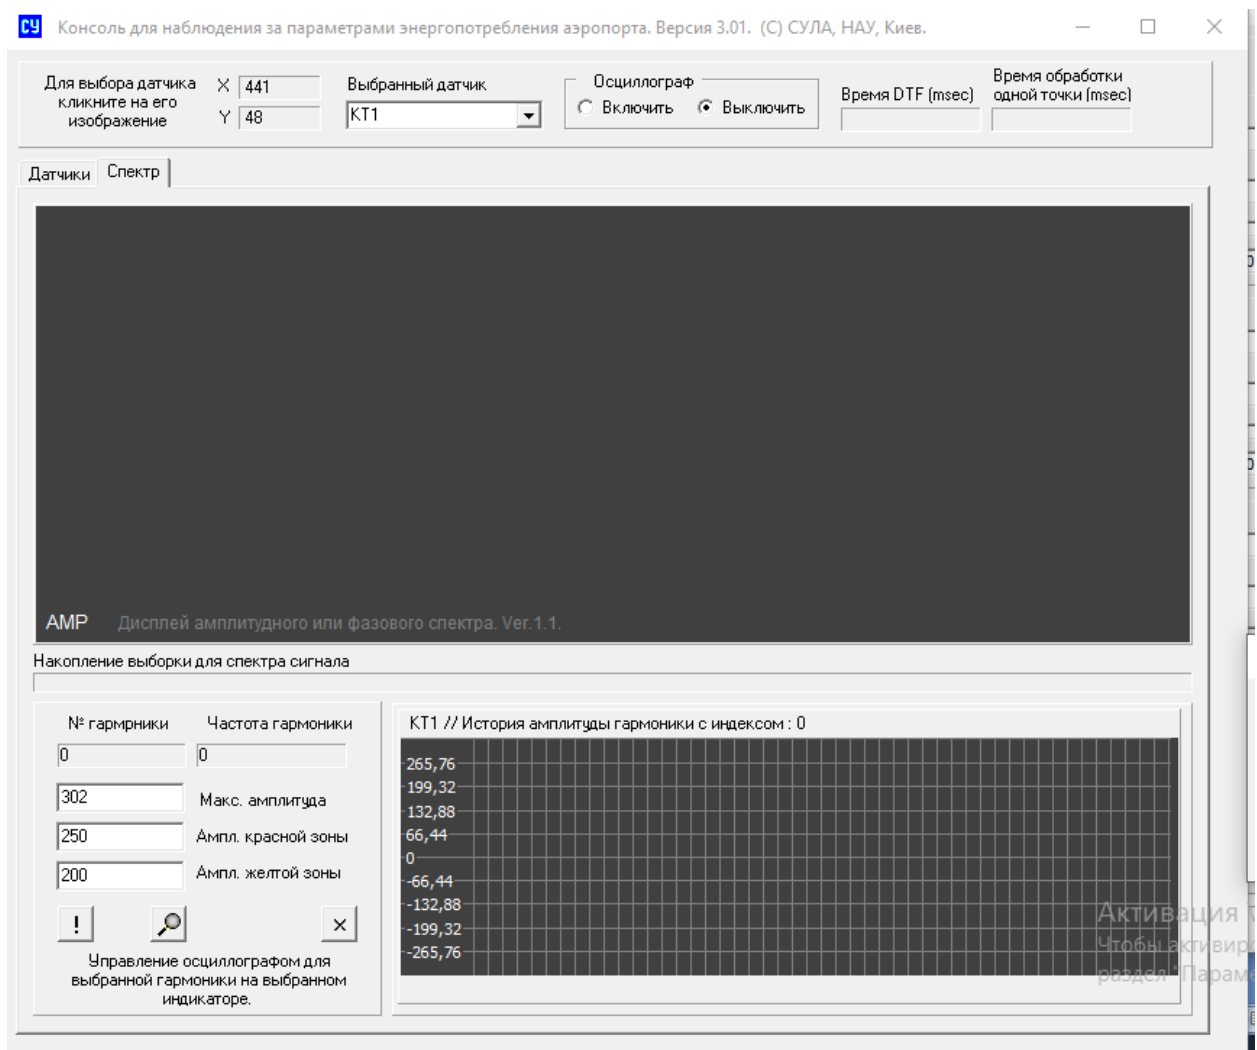 СУ Консоль для наблюдения за параметрами энергопотребления аэропорта. Версия 3.01. (C) СУЛА, НАУ, Киев.
Для выбора датчика
кликните на его
изображение
X 441
Y 48
Выбранный датчик
КТ1
Осциллограф
Включить Выключить
Время DTF (msec)
Время обработки
одной точки (msec)
Датчики Спектр
AMP Дисплей амплитудного или фазового спектра. Ver.1.1.
Накопление выборки для спектра сигнала
№ гармрники Частота гармоники
0 0
302 Макс. амплитуда
250 Ампл. красной зоны
200 Ампл. желтой зоны
!
Управление осциллографом для
выбранной гармоники на выбранном
индикаторе.
КТ1 // История амплитуды гармоники с индексом : 0
265,76
199,32
132,88
66,44
0
-66,44
-132,88
-199,32
-265,76
Активация
Чтобы
раздел